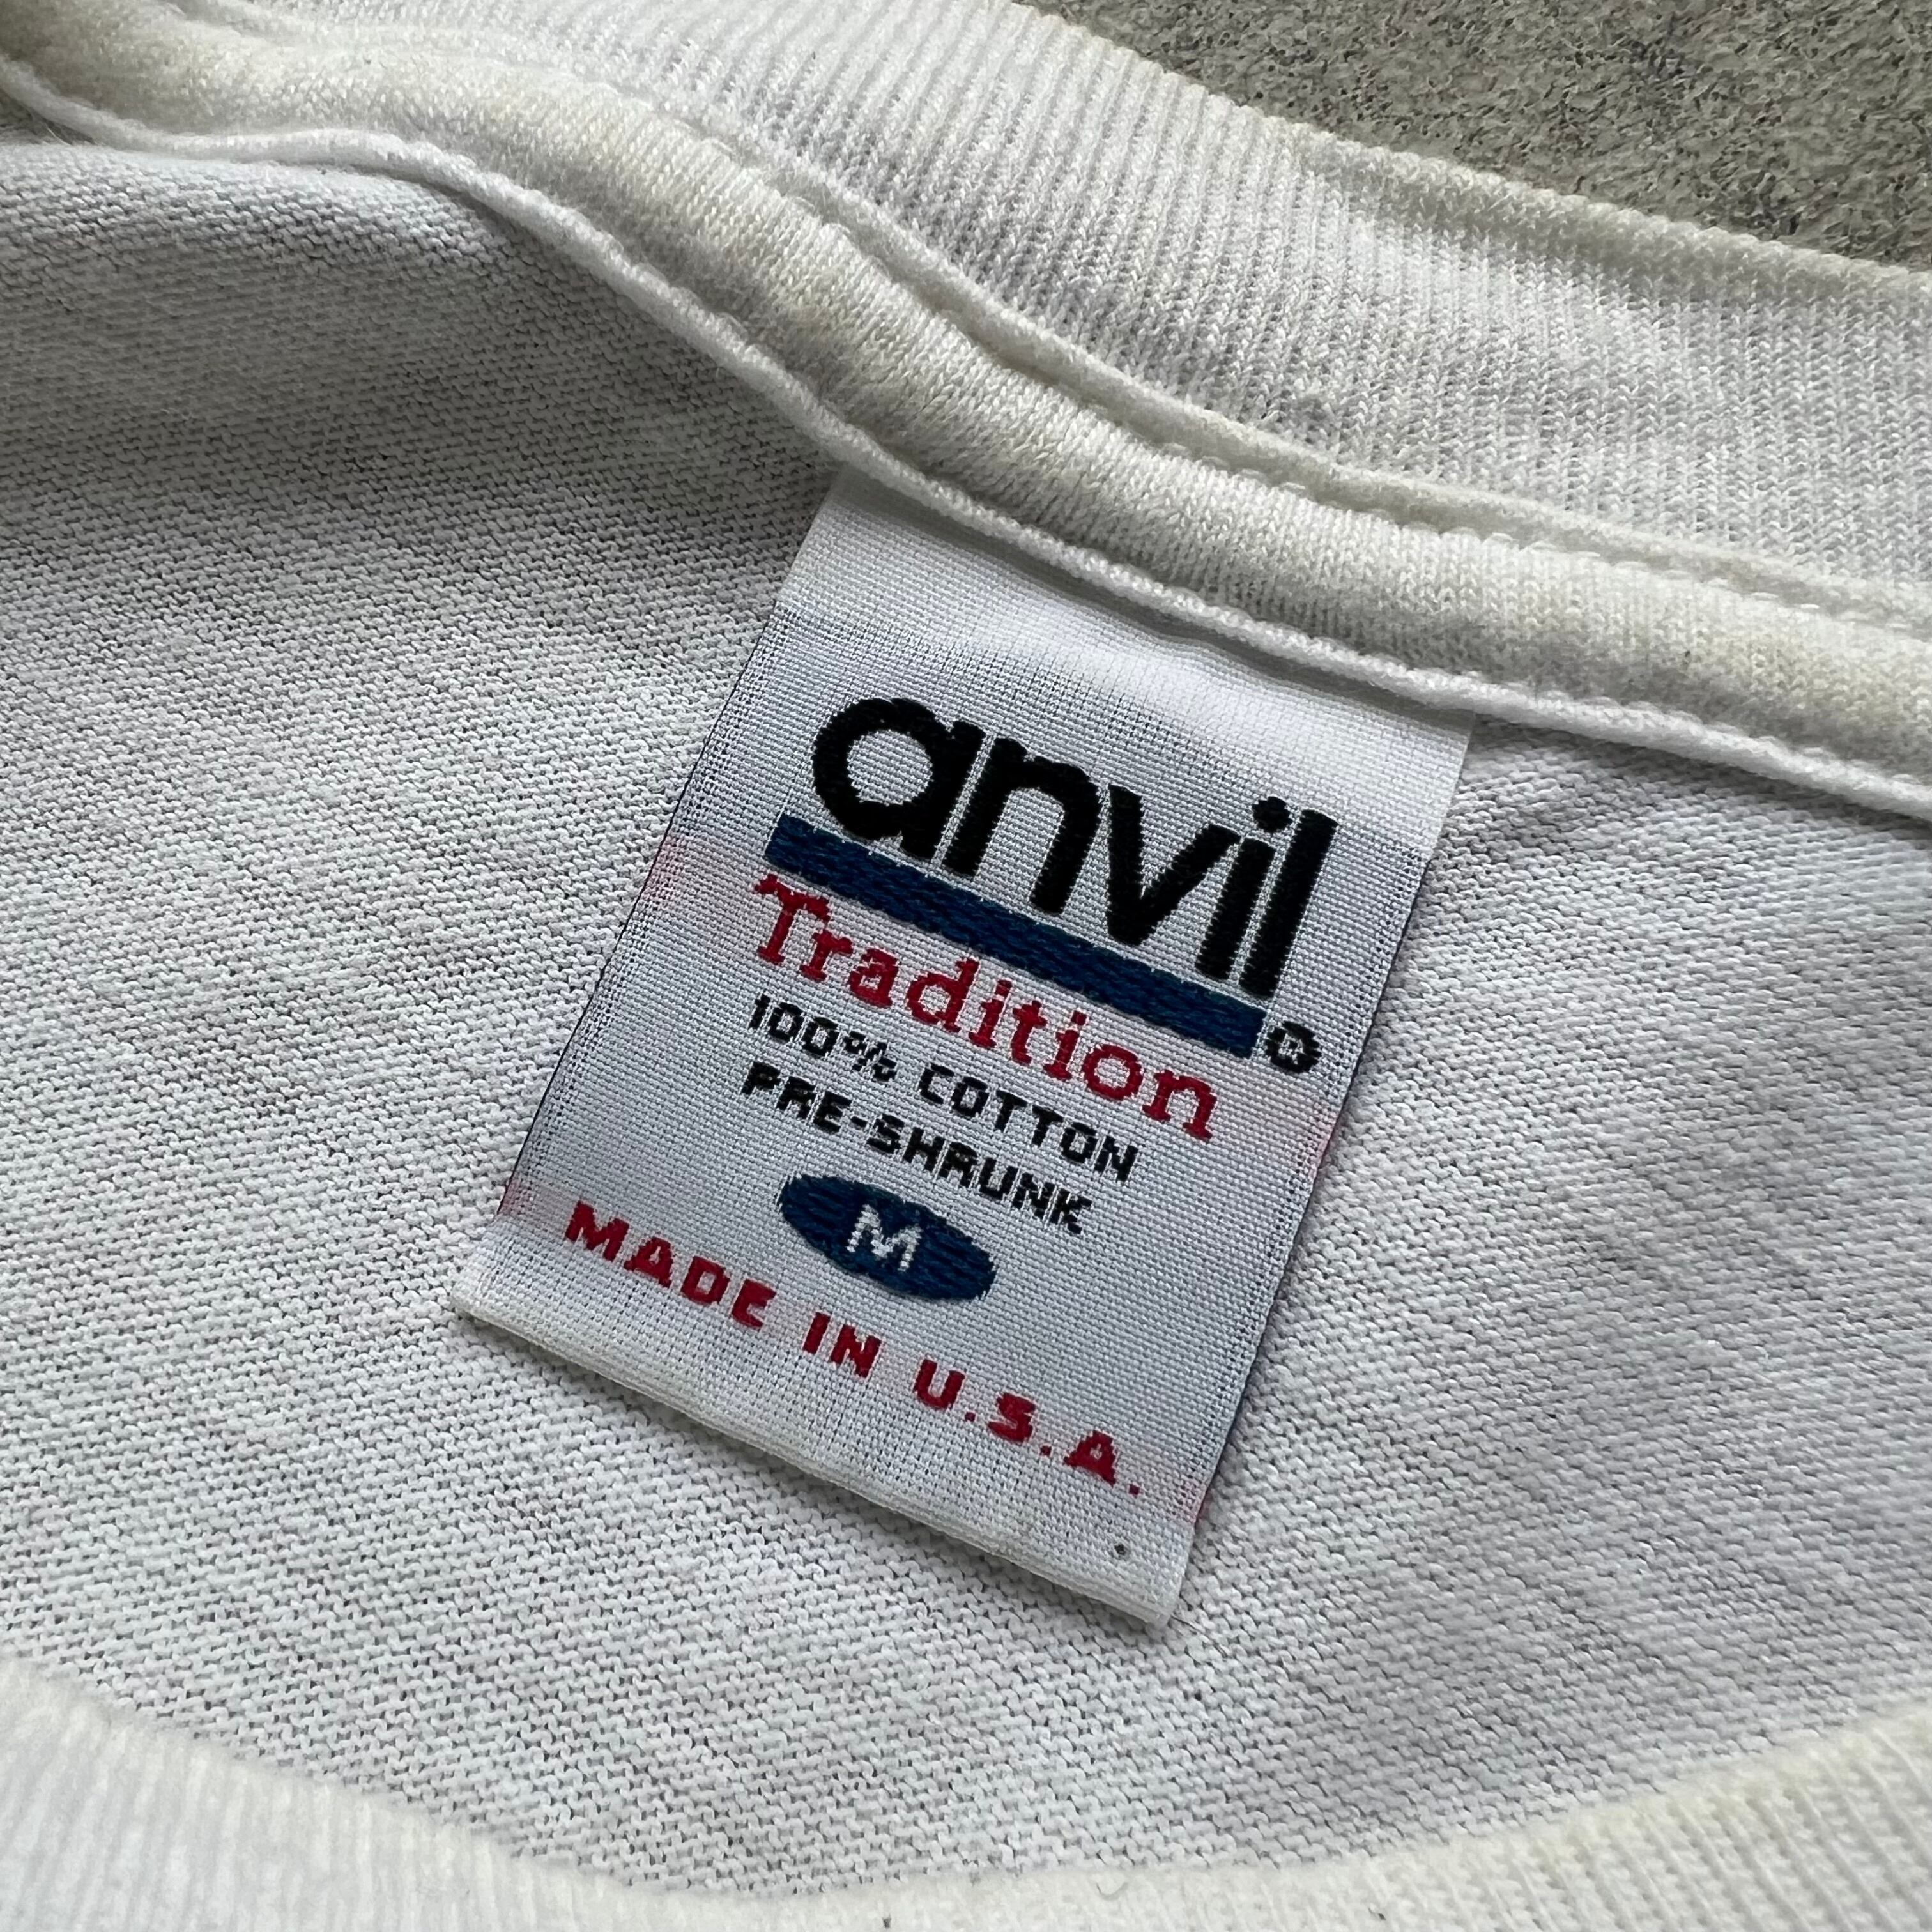 anvil
®
Tradition
100% COTTON
PRE-SHRUNK
M
MADE IN U.S.A.